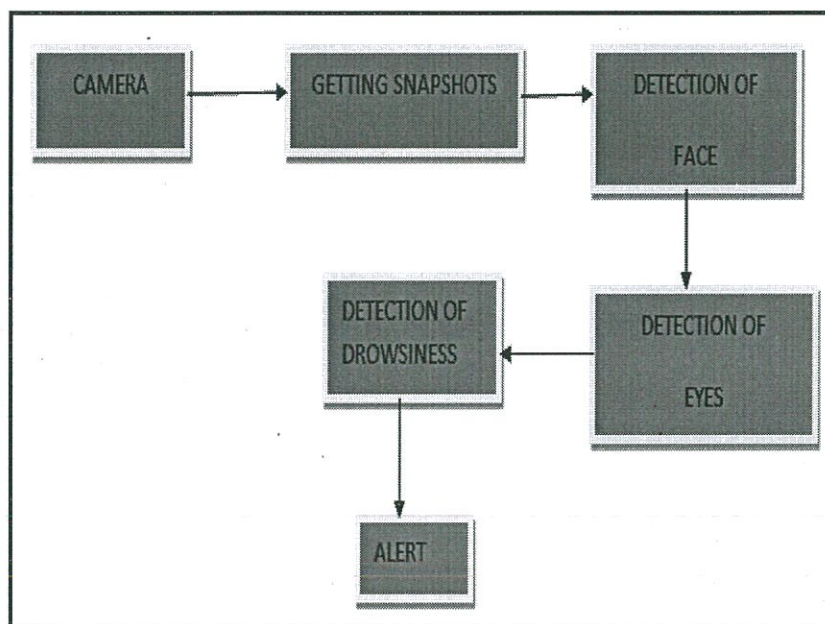 CAMERA
GETTING SNAPSHOTS
DETECTION OF
FACE
DETECTION OF
EYES
DETECTION OF
DROWSINESS
ALERT